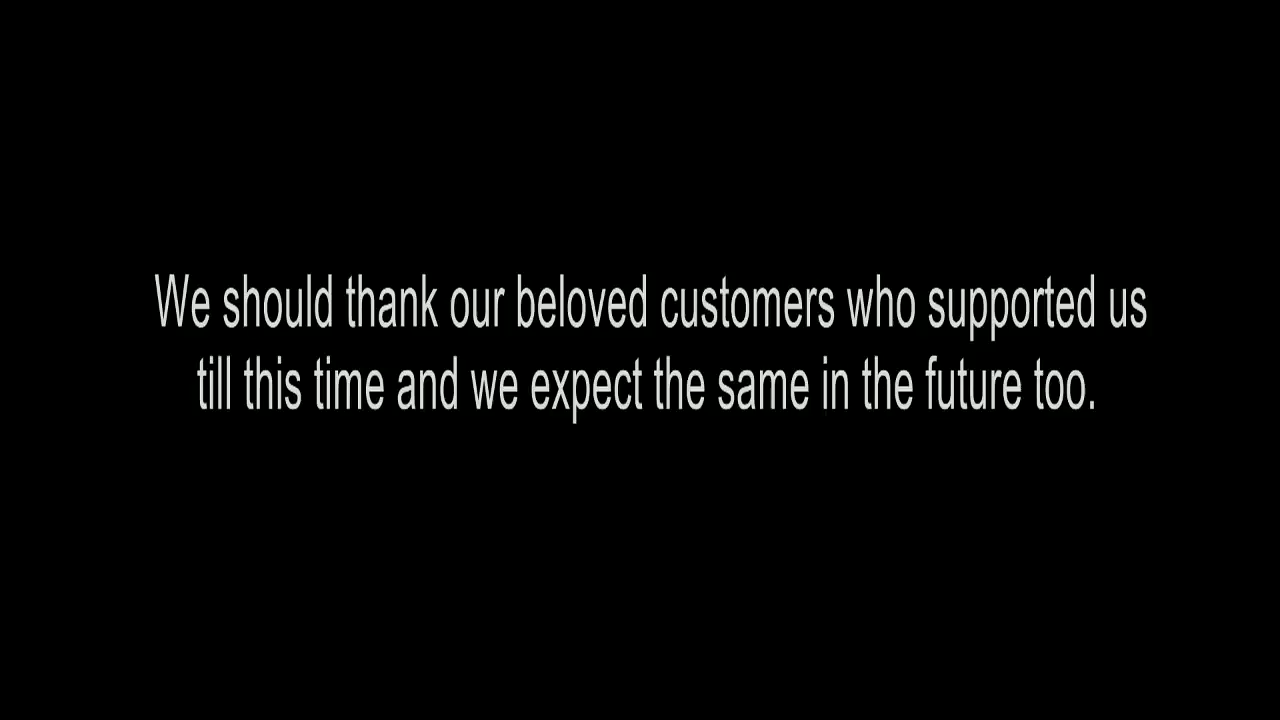 We should thank our beloved customers who supported us
till this time and we expect the same in the future too.